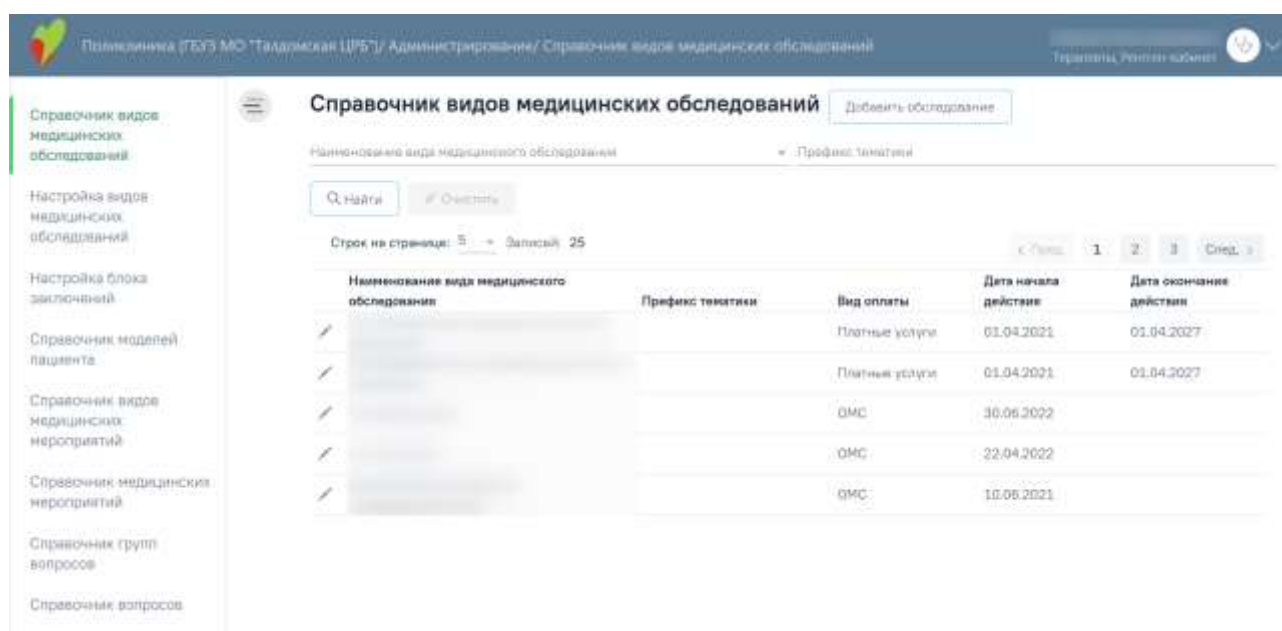 Поликлиника (ГБУЗ МО "Талдомская ЦРБ")/ Администрирование/ Справочник видов медицинских обследований
Терапевты, Рентген кабинет
Справочник видов
медицинских
обследований
Настройка видов
медицинских
обследований
Настройка блока
заключений
Справочник моделей
пациента
Справочник видов
медицинских
мероприятий
Справочник медицинских
мероприятий
Справочник групп
вопросов
Справочник вопросов
Справочник видов медицинских обследований
Добавить обследование
Наименование вида медицинского обследования
Префикс тематики
Найти
Очистить
Строк на странице: 5 Записей: 25
< Пред. 1 2 3 След. >
Наименование вида медицинского
обследования
Префикс тематики
Вид оплаты
Дата начала
действия
Дата окончания
действия
Платные услуги 01.04.2021 01.04.2027
Платные услуги 01.04.2021 01.04.2027
ОМС 30.06.2022
ОМС 22.04.2022
ОМС 10.06.2021